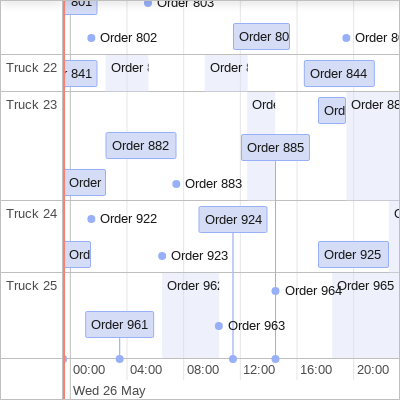 801 Order 803
Order 802 Order 80 Order 8
Truck 22 841 Order Order Order 844
Truck 23 Orde Ord Order 88
Order 882 Order 885
Order Order 883
Truck 24 Order 922 Order 924
Ord Order 923 Order 925
Truck 25 Order 962 Order 964 Order 965
Order 961 Order 963
00:00 04:00 08:00 12:00 16:00 20:00
Wed 26 May